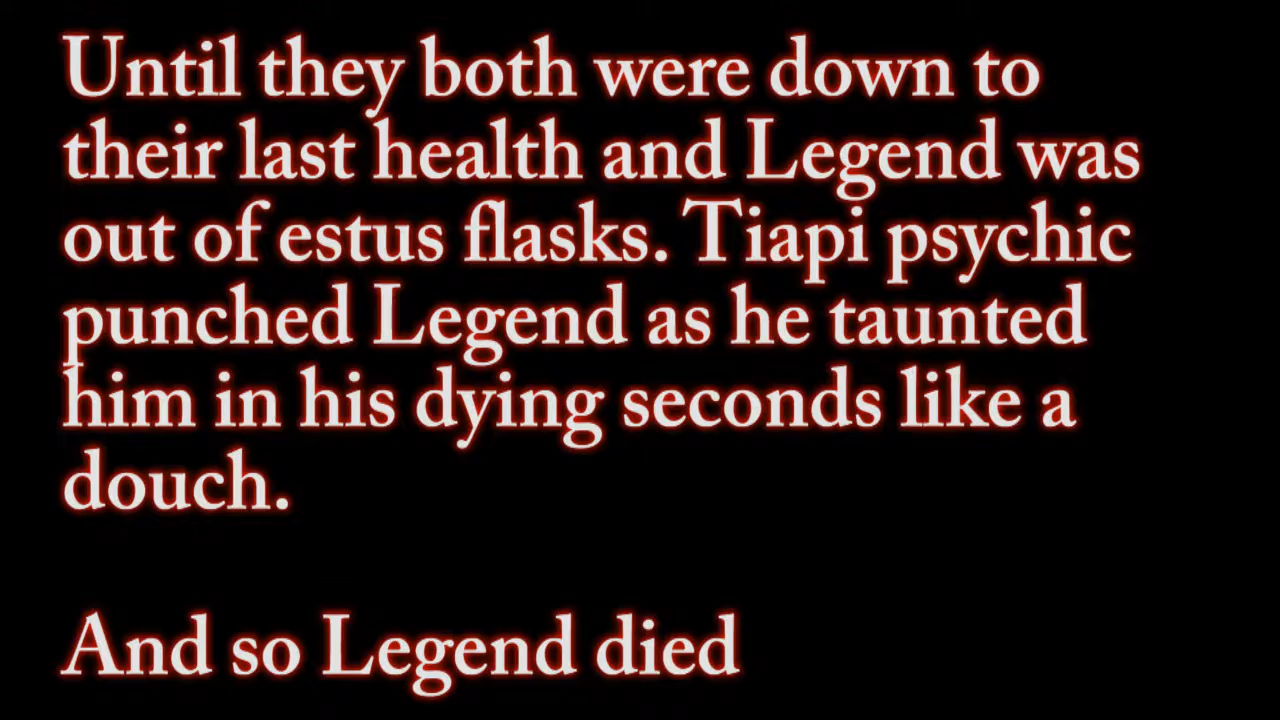 Until they both were down to
their last health and Legend was
out of estus flasks. Tiapi psychic
punched Legend as he taunted
him in his dying seconds like a
douch.
And so Legend died